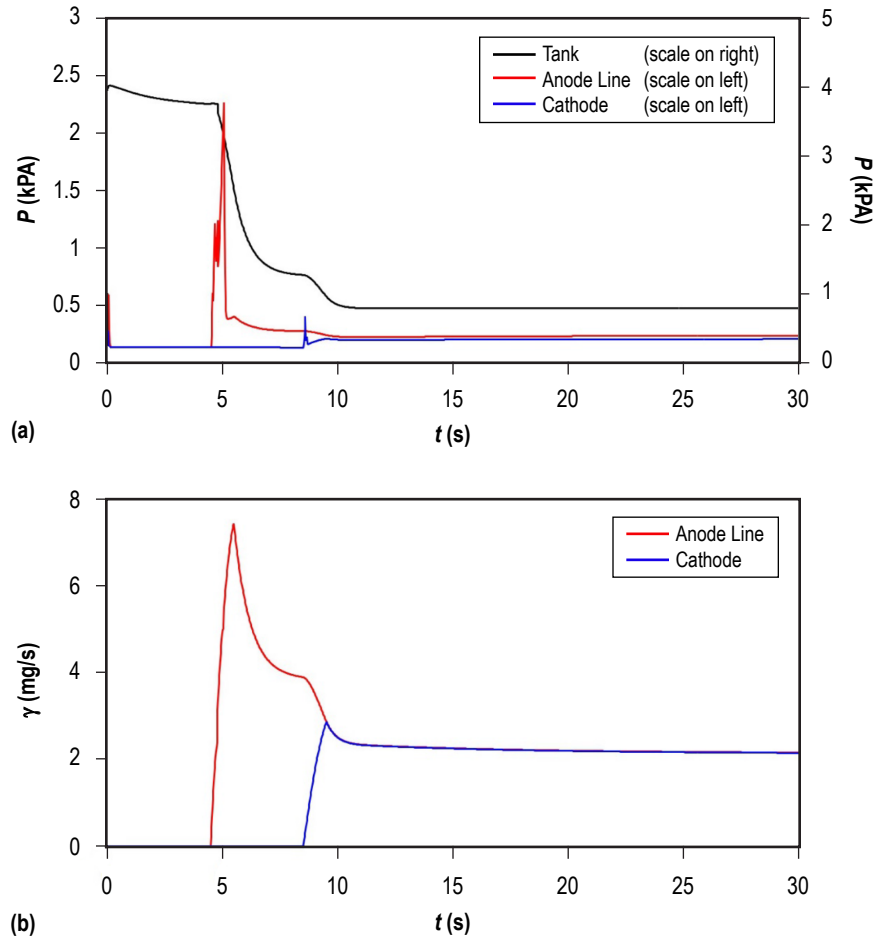 3
2.5
2
1.5
1
0.5
0
P (kPA)
5
4
3
2
1
0
P (kPA)
Tank (scale on right)
Anode Line (scale on left)
Cathode (scale on left)
0 5 10 15 20 25 30
(a)
t (s)
8
6
4
2
0
γ (mg/s)
Anode Line
Cathode
0 5 10 15 20 25 30
(b)
t (s)